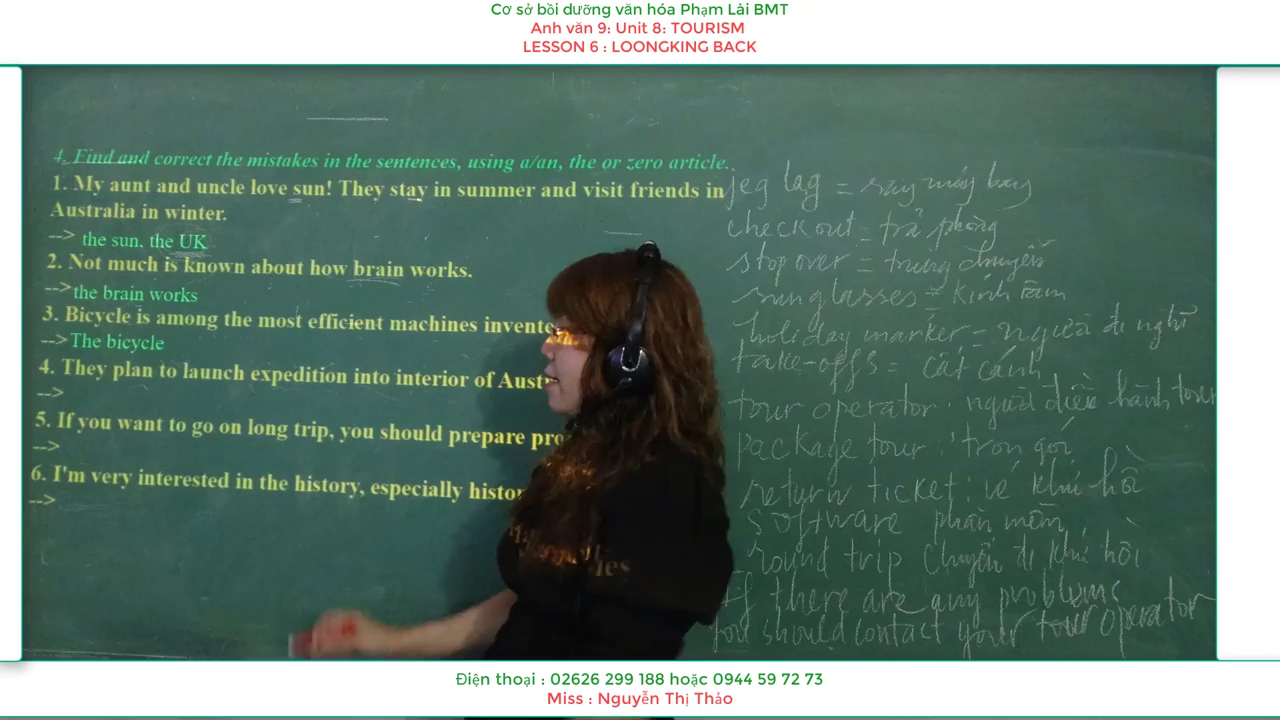 Cơ sở bồi dưỡng văn hóa Phạm Lải BMT
Anh văn 9: Unit 8: TOURISM
LESSON 6 : LOONGKING BACK
4. Find and correct the mistakes in the sentences, using a/an, the or zero article.
1. My aunt and uncle love sun! They stay in summer and visit friends in
Australia in winter.
--> the sun, the UK
2. Not much is known about how brain works.
-->the brain works
3. Bicycle is among the most efficient machines invente
--> The bicycle
4. They plan to launch expedition into interior of Aust
-->
5. If you want to go on long trip, you should prepare pro
-->
6. I'm very interested in the history, especially histor
-->
jeg lag = say máy bay
checkout = trả phòng
stop over = trung chuyển
sunglasses = kính râm
holiday marker = người đi nghỉ
take-offs = cất cánh
tour operator: người điều hành tour
package tour: trọn gói
return ticket: vé khứ hồi
software phần mềm
round trip chuyến đi khứ hồi
If there are any problems
you should contact your tour operator
Điện thoại : 02626 299 188 hoặc 0944 59 72 73
Miss : Nguyễn Thị Thảo